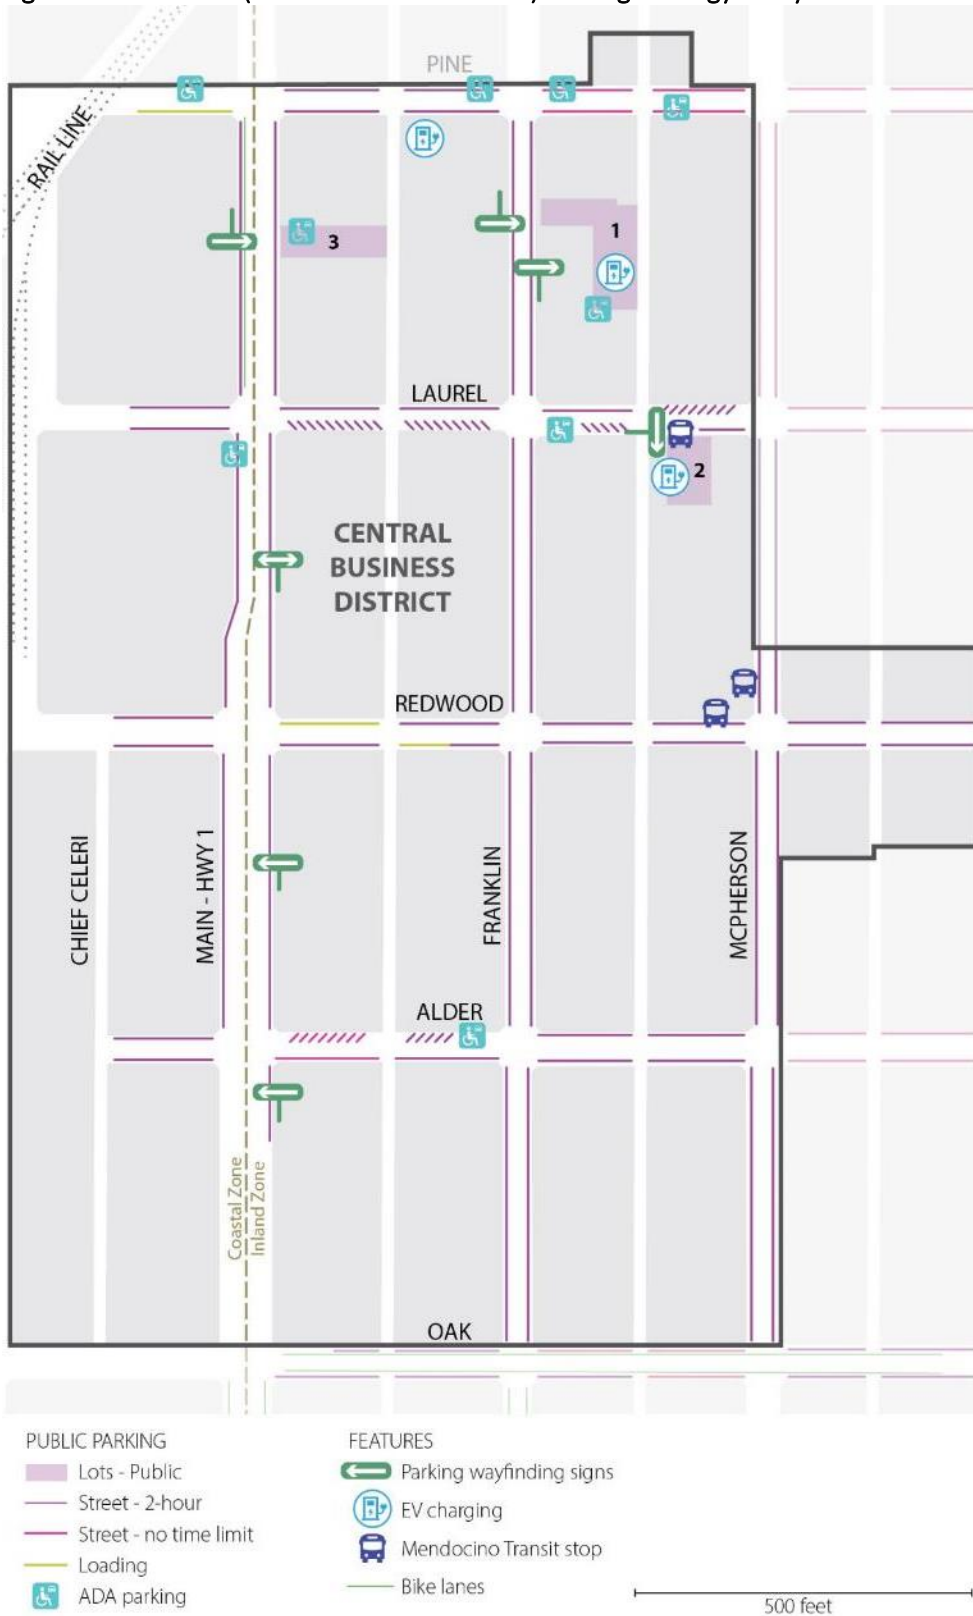 PINE
RAIL LINE
1
3
LAUREL
2
CENTRAL
BUSINESS
DISTRICT
REDWOOD
CHIEF CELERI
MAIN - HWY 1
FRANKLIN
MCPHERSON
ALDER
Coastal Zone
Inland Zone
OAK
PUBLIC PARKING
Lots - Public
Street - 2-hour
Street - no time limit
Loading
ADA parking
FEATURES
Parking wayfinding signs
EV charging
Mendocino Transit stop
Bike lanes
500 feet